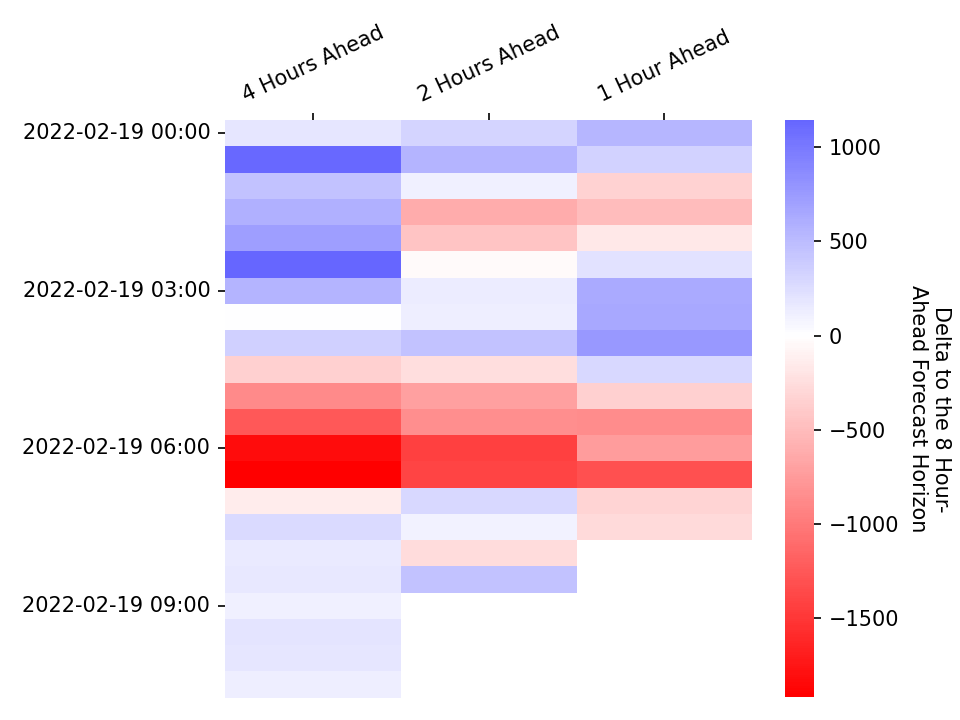 4 Hours Ahead
2 Hours Ahead
1 Hour Ahead
2022-02-19 00:00
2022-02-19 03:00
2022-02-19 06:00
2022-02-19 09:00
1000
500
0
−500
−1000
−1500
Delta to the 8 Hour-
Ahead Forecast Horizon